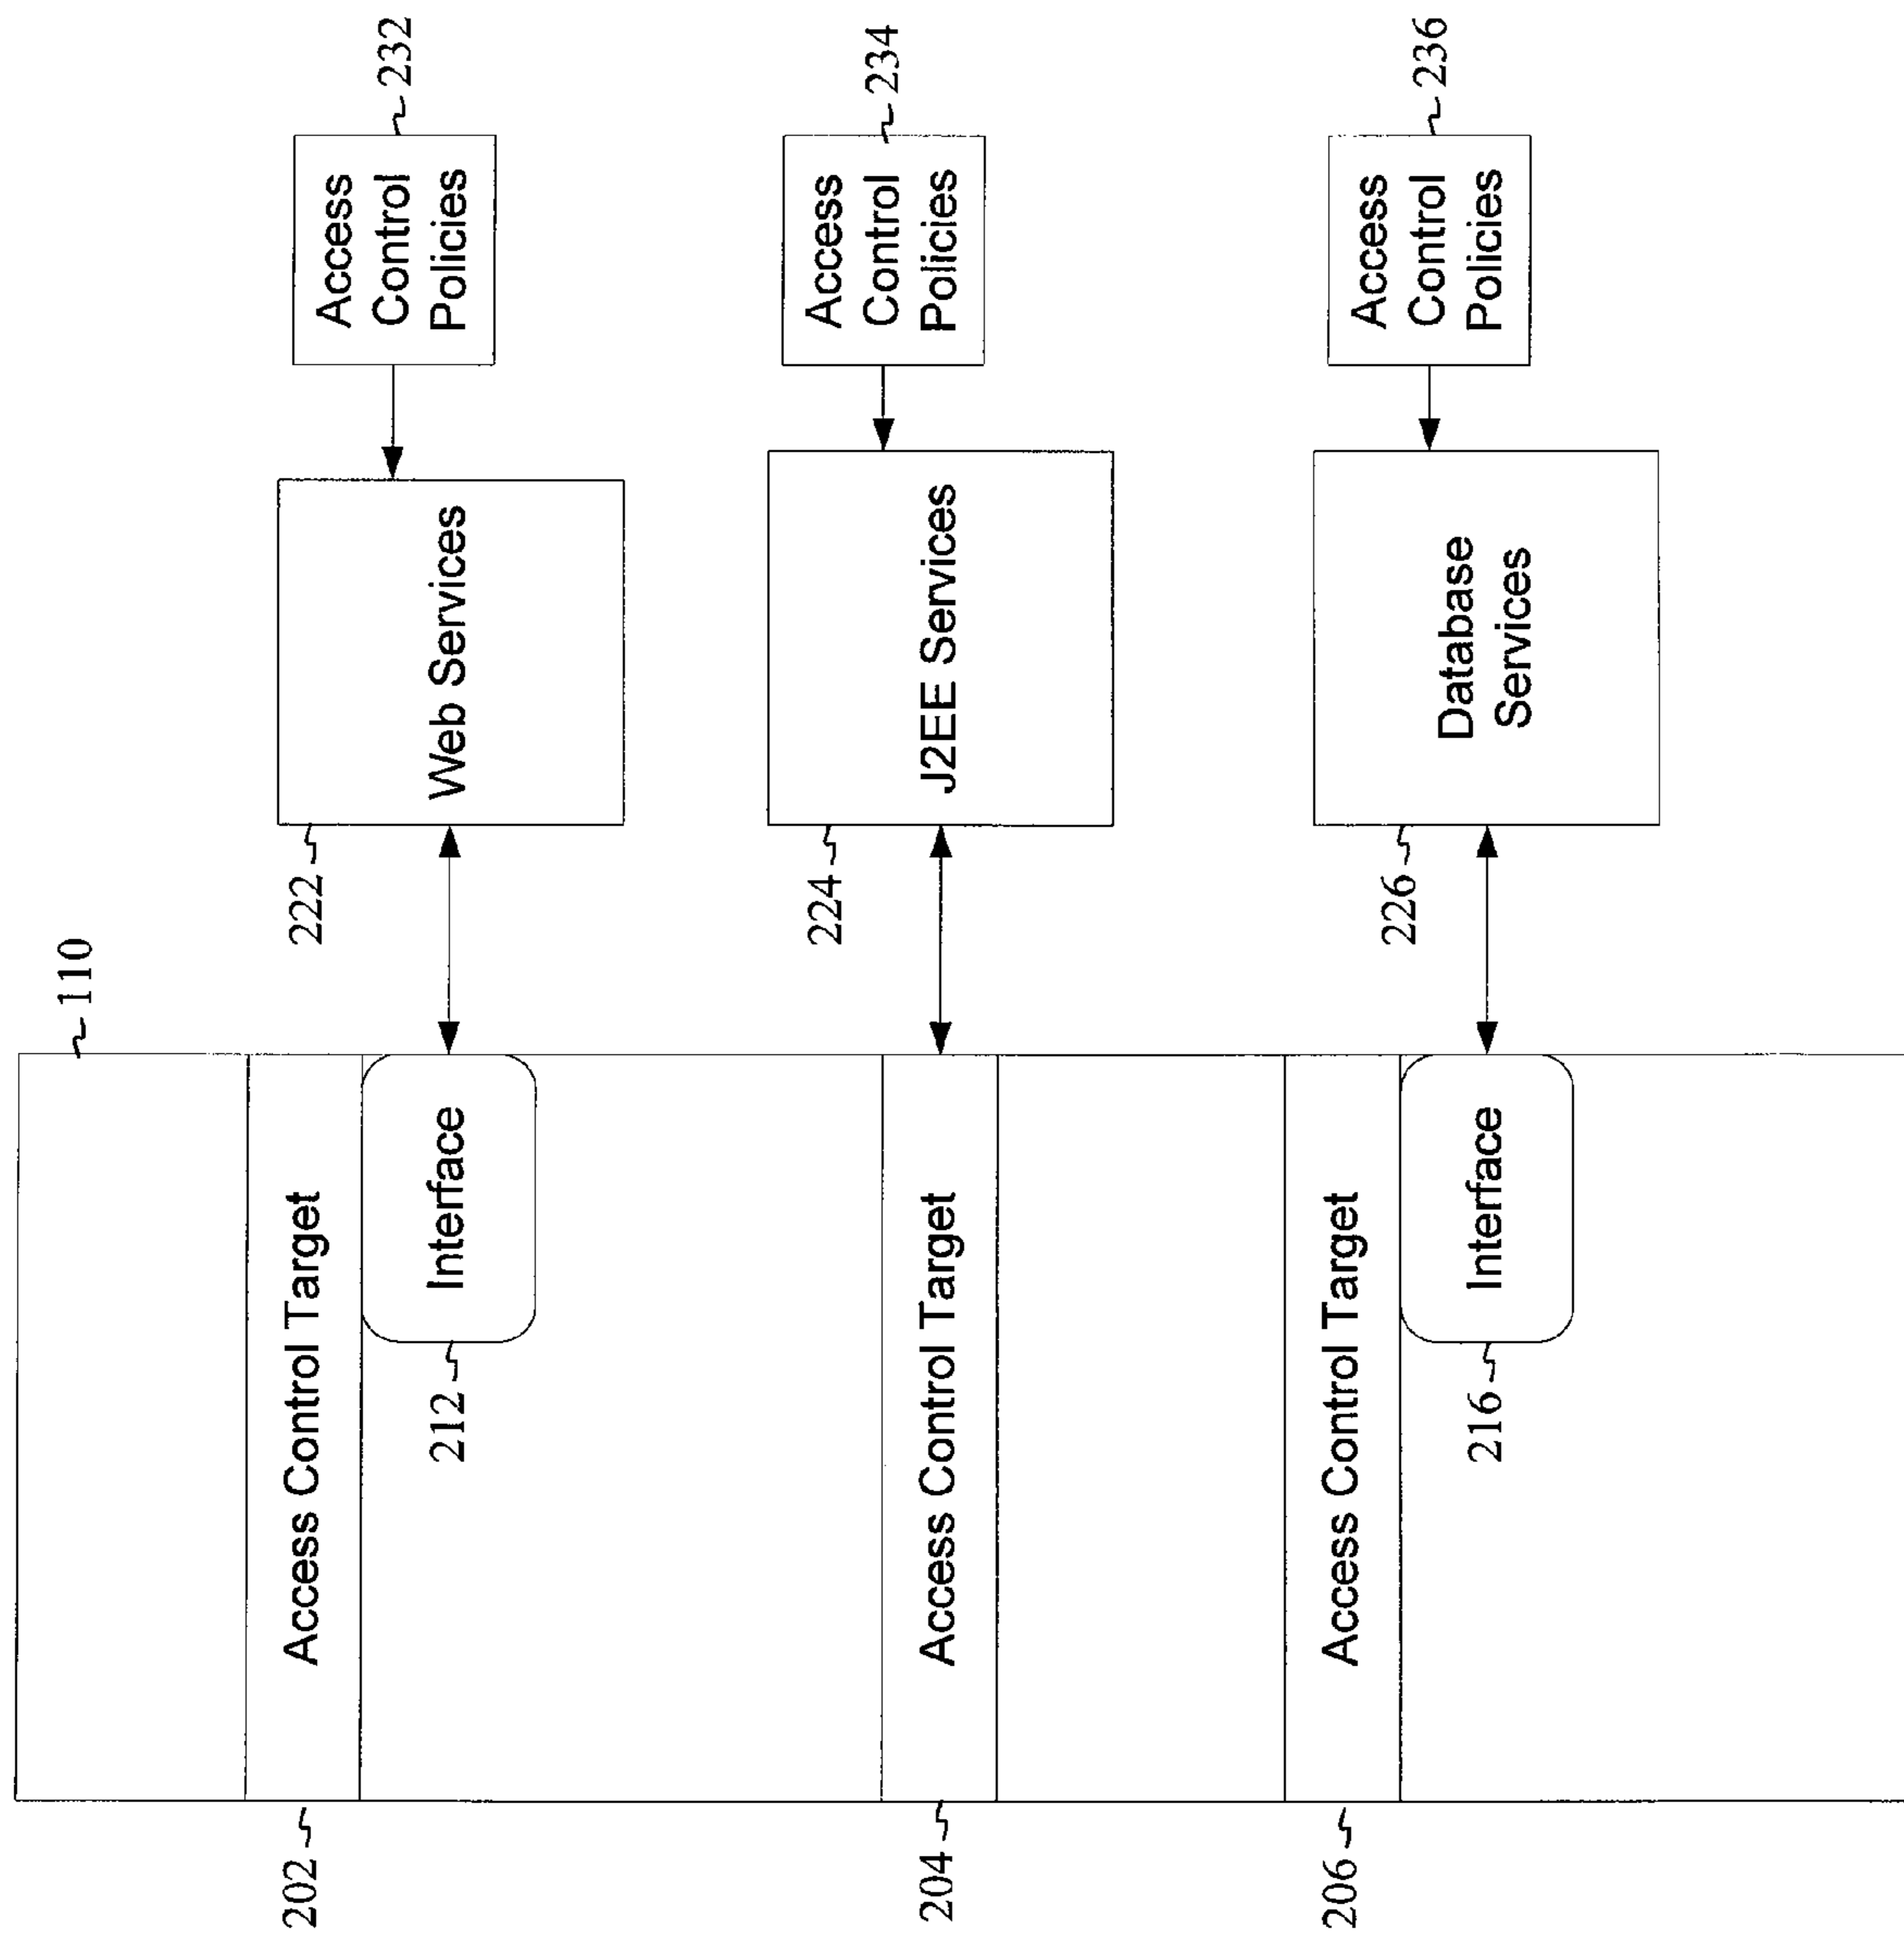 110
202
Access Control Target
212
Interface
222
Web Services
Access
Control
Policies
232
204
Access Control Target
224
J2EE Services
Access
Control
Policies
234
206
Access Control Target
216
Interface
226
Database
Services
Access
Control
Policies
236